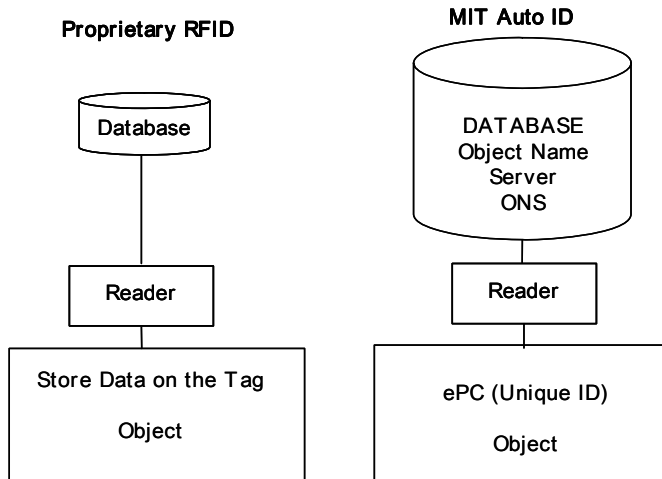 Proprietary RFID
Database
Reader
Store Data on the Tag
Object
MIT Auto ID
DATABASE
Object Name
Server
ONS
Reader
ePC (Unique ID)
Object